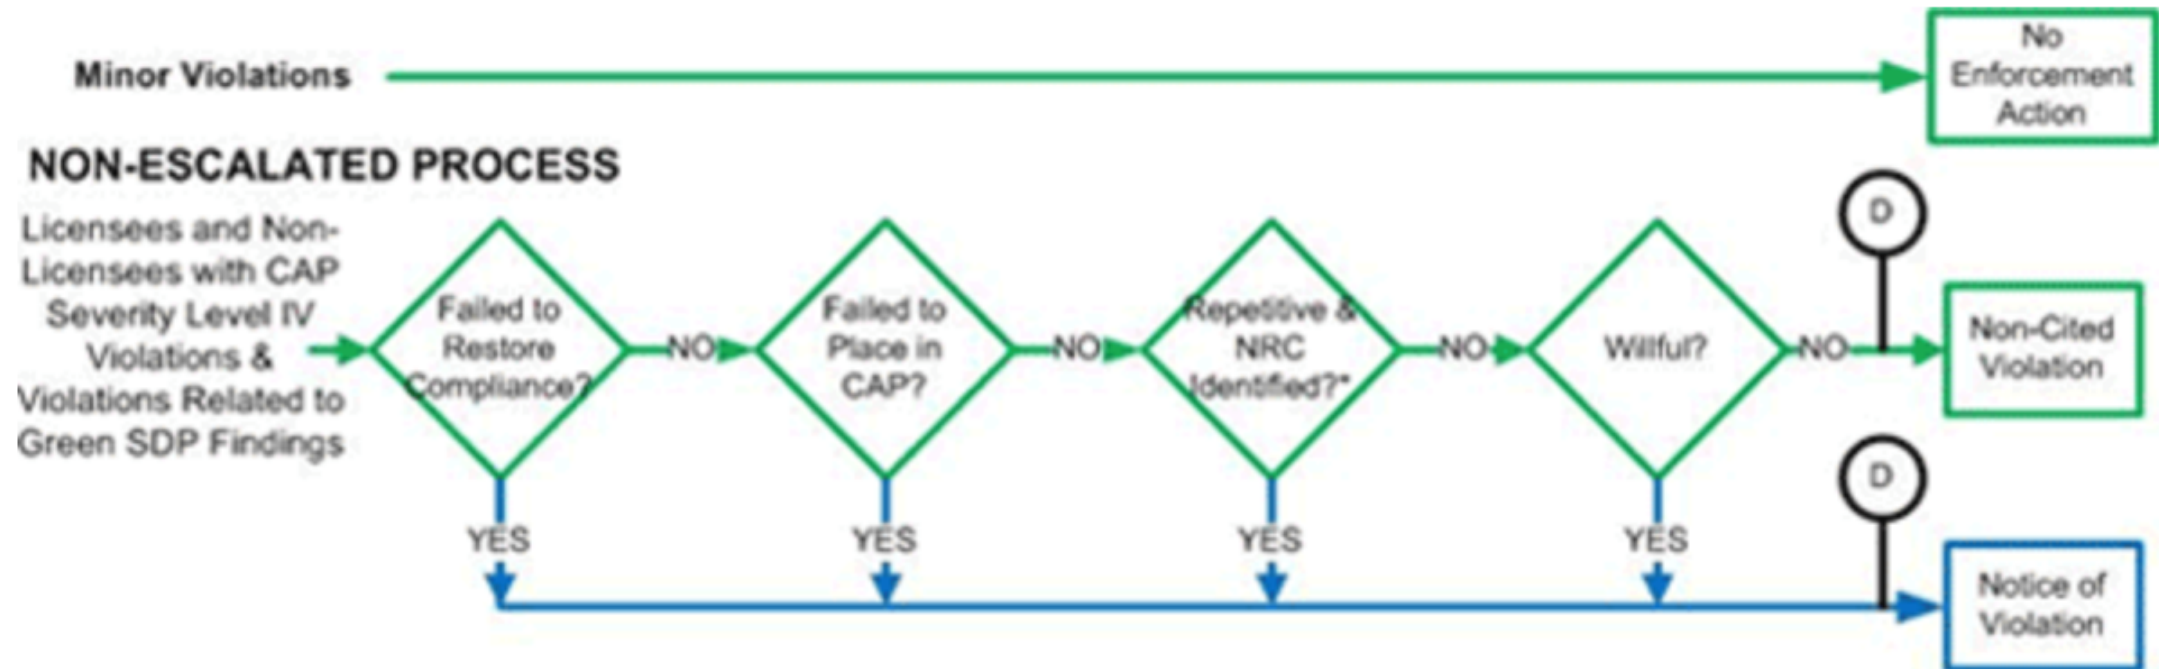 Minor Violations
No
Enforcement
Action
NON-ESCALATED PROCESS
Licensees and Non-
Licensees with CAP
Severity Level IV
Violations &
Violations Related to
Green SDP Findings
Failed to
Restore
Compliance?
NO
Failed to
Place in
CAP?
NO
Repetitive &
NRC
Identified?*
NO
Willful?
NO
D
Non-Cited
Violation
YES
YES
YES
YES
D
Notice of
Violation